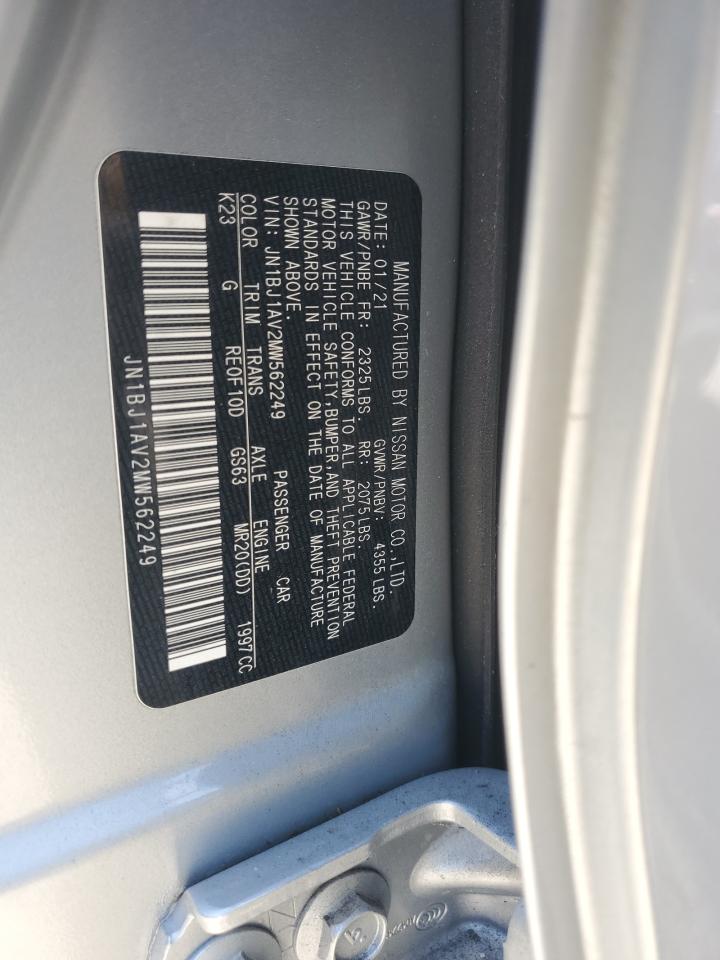 MANUFACTURED BY NISSAN MOTOR CO.,LTD.
DATE: 01/21 GVWR/PNBV: 4355 LBS.
GAWR/PNBE FR: 2325LBS. RR: 2075LBS.
THIS VEHICLE CONFORMS TO ALL APPLICABLE FEDERAL
MOTOR VEHICLE SAFETY,BUMPER,AND THEFT PREVENTION
STANDARDS IN EFFECT ON THE DATE OF MANUFACTURE
SHOWN ABOVE.
VIN: JN1BJ1AV2MW562249 PASSENGER CAR
COLOR TRIM TRANS AXLE ENGINE
K23 G RE0F10D GS63 MR20(DD) 1997CC
JN1BJ1AV2MW562249